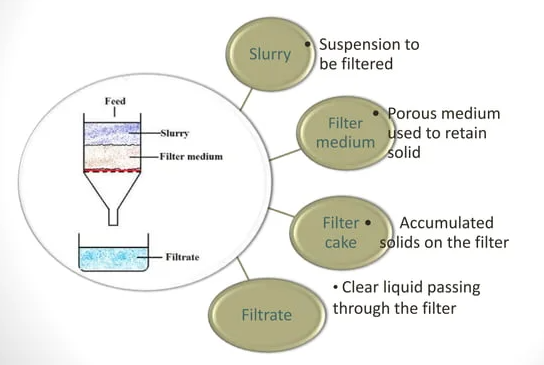 Feed
Slurry
Filter medium
Filtrate
Slurry
• Suspension to
be filtered
Filter
medium
• Porous medium
used to retain
solid
Filter
cake
• Accumulated
solids on the filter
Filtrate
• Clear liquid passing
through the filter